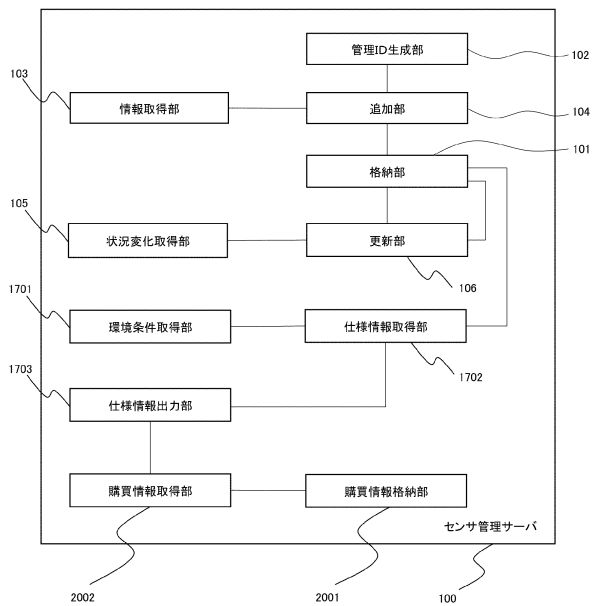 管理ID生成部
102
103
情報取得部
追加部
104
101
格納部
105
状況変化取得部
更新部
106
1701
環境条件取得部
仕様情報取得部
1702
1703
仕様情報出力部
購買情報取得部
購買情報格納部
センサ管理サーバ
2002
2001
100